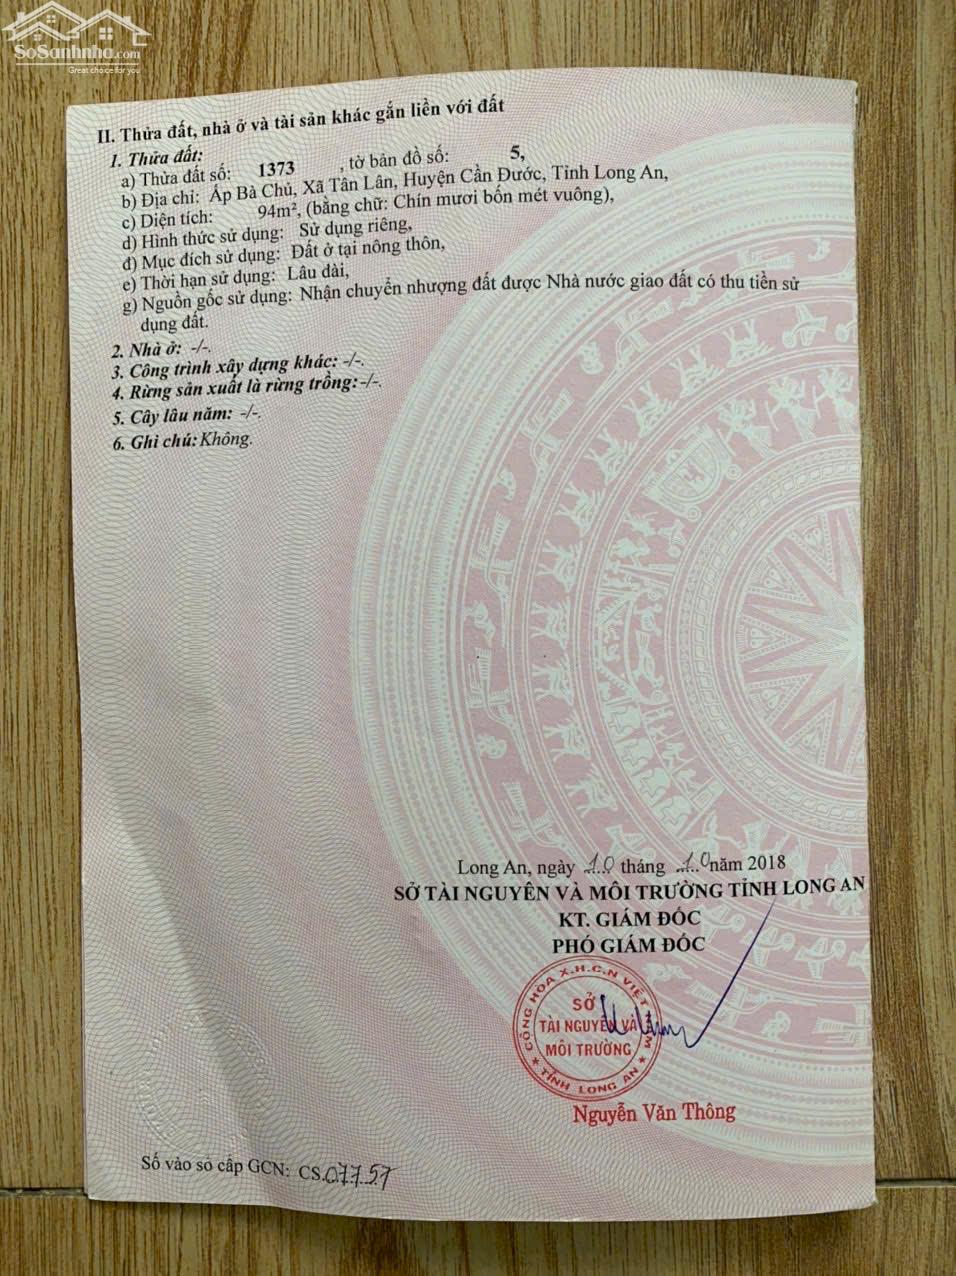 SoSanhnha.com
Great choice for you
II. Thửa đất, nhà ở và tài sản khác gắn liền với đất
1. Thửa đất:
a) Thửa đất số: 1373 , tờ bản đồ số: 5,
b) Địa chỉ: Ấp Bà Chủ, Xã Tân Lân, Huyện Cần Đước, Tỉnh Long An,
c) Diện tích: 94m², (bằng chữ: Chín mươi bốn mét vuông),
d) Hình thức sử dụng: Sử dụng riêng,
đ) Mục đích sử dụng: Đất ở tại nông thôn,
e) Thời hạn sử dụng: Lâu dài,
g) Nguồn gốc sử dụng: Nhận chuyển nhượng đất được Nhà nước giao đất có thu tiền sử
dụng đất.
2. Nhà ở: -/-.
3. Công trình xây dựng khác: -/-.
4. Rừng sản xuất là rừng trồng: -/-.
5. Cây lâu năm: -/-.
6. Ghi chú: Không.
Long An, ngày 10 tháng 10 năm 2018
SỞ TÀI NGUYÊN VÀ MÔI TRƯỜNG TỈNH LONG AN
KT. GIÁM ĐỐC
PHÓ GIÁM ĐỐC
CỘNG HÒA X.H.C.N VIỆT NAM
SỞ
TÀI NGUYÊN VÀ
MÔI TRƯỜNG
★ TỈNH LONG AN ★
Nguyễn Văn Thông
Số vào sổ cấp GCN: CS.07757